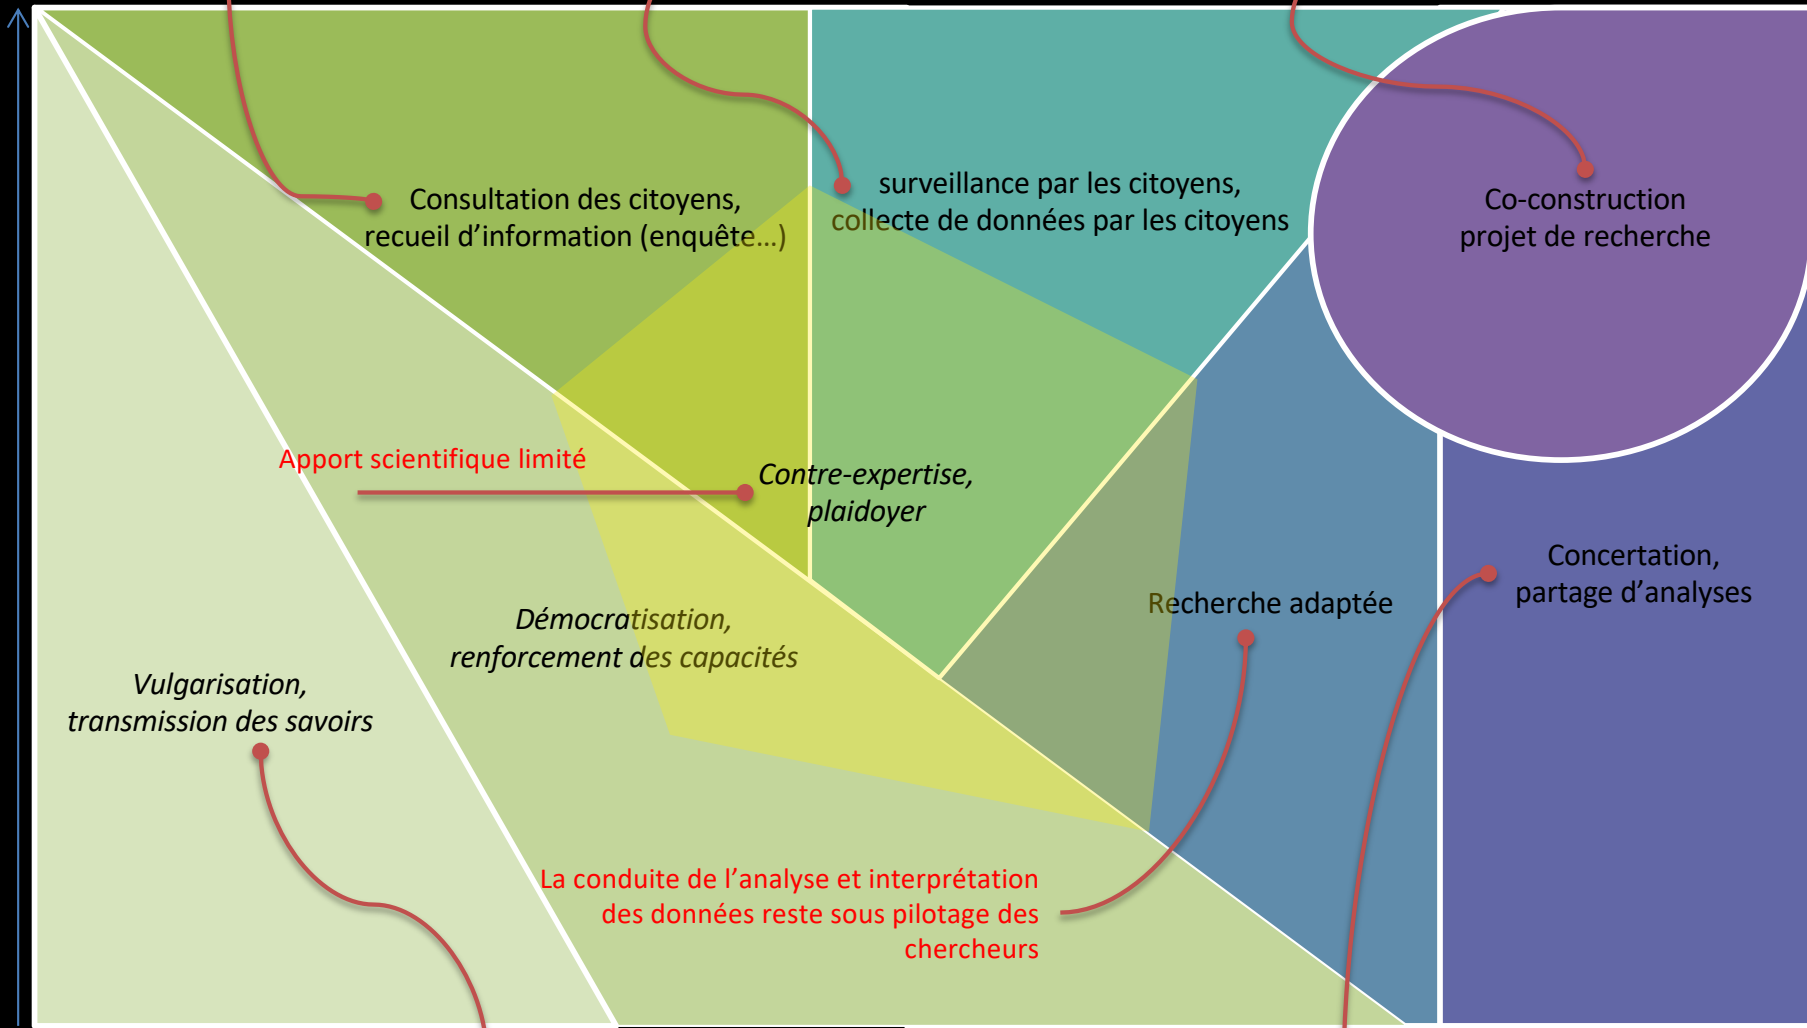 Consultation des citoyens,
recueil d’information (enquête...)
surveillance par les citoyens,
collecte de données par les citoyens
Co-construction
projet de recherche
Apport scientifique limité
Contre-expertise,
plaidoyer
Concertation,
partage d’analyses
Recherche adaptée
Démocratisation,
renforcement des capacités
Vulgarisation,
transmission des savoirs
La conduite de l’analyse et interprétation
des données reste sous pilotage des
chercheurs